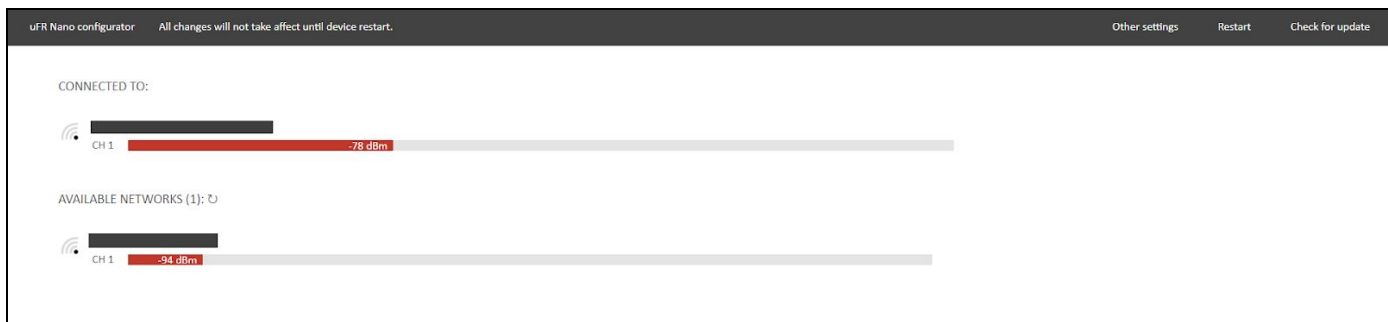 uFR Nano configurator All changes will not take affect until device restart. Other settings Restart Check for update
CONNECTED TO:
CH 1 -78 dBm
AVAILABLE NETWORKS (1): ↻
CH 1 -94 dBm